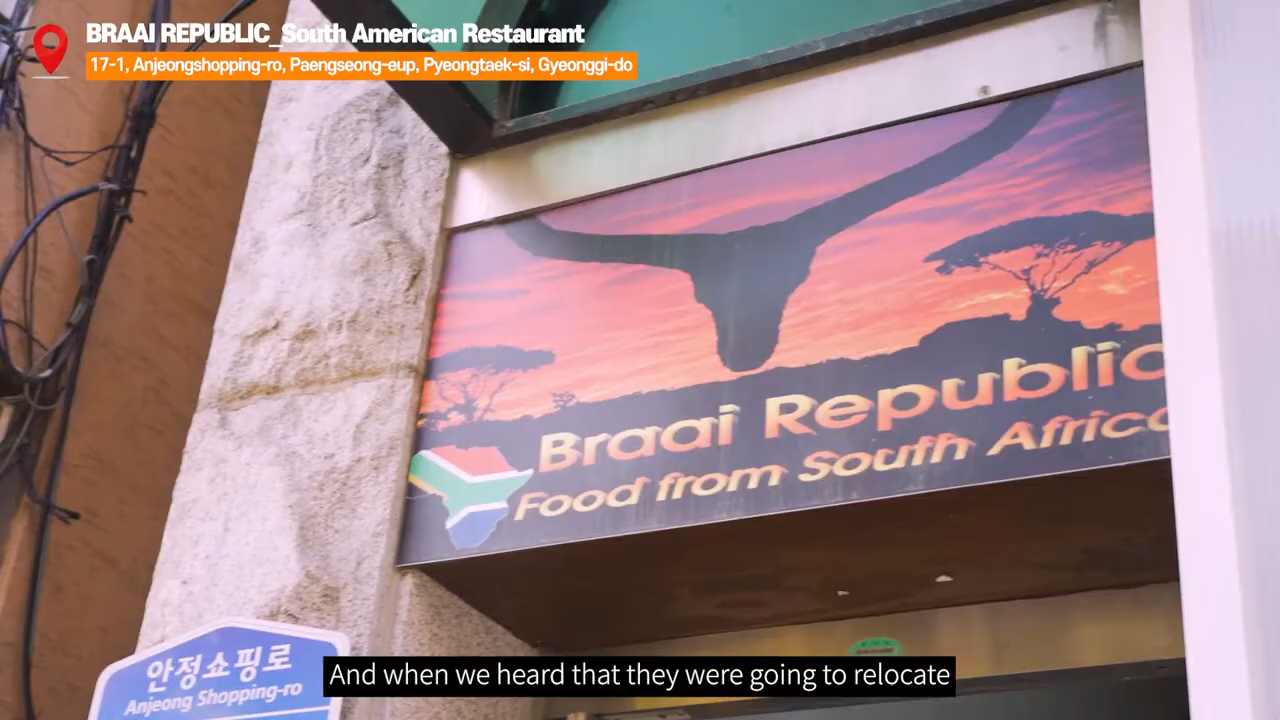 BRAAI REPUBLIC_South American Restaurant
17-1, Anjeongshopping-ro, Paengseong-eup, Pyeongtaek-si, Gyeonggi-do
Braai Republic
Food from South Africa
안정쇼핑로
Anjeong Shopping-ro
And when we heard that they were going to relocate